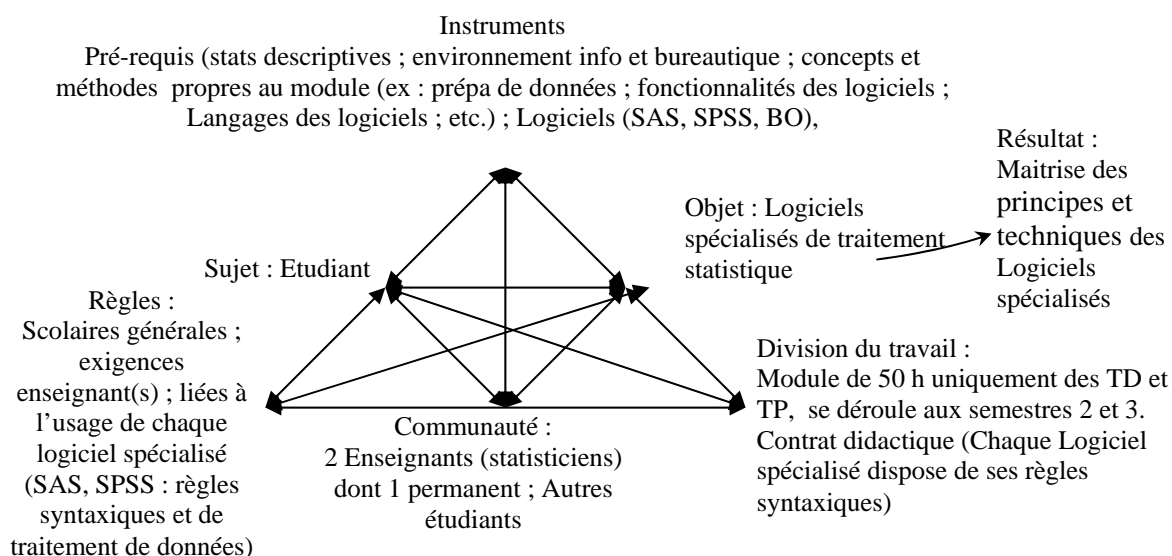 Instruments
Pré-requis (stats descriptives ; environnement info et bureautique ; concepts et
méthodes propres au module (ex : prépa de données ; fonctionnalités des logiciels ;
Langages des logiciels ; etc.) ; Logiciels (SAS, SPSS, BO),
Résultat :
Maitrise des
principes et
techniques des
Logiciels
spécialisés
Objet : Logiciels
spécialisés de traitement
statistique
Sujet : Etudiant
Règles :
Scolaires générales ;
exigences
enseignant(s) ; liées à
l’usage de chaque
logiciel spécialisé
(SAS, SPSS : règles
syntaxiques et de
traitement de données)
Communauté :
2 Enseignants (statisticiens)
dont 1 permanent ; Autres
étudiants
Division du travail :
Module de 50 h uniquement des TD et
TP, se déroule aux semestres 2 et 3.
Contrat didactique (Chaque Logiciel
spécialisé dispose de ses règles
syntaxiques)